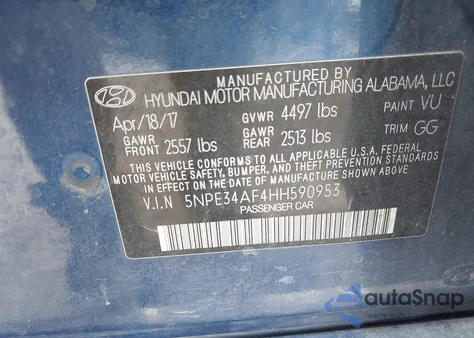 MANUFACTURED BY
HYUNDAI MOTOR MANUFACTURING ALABAMA, LLC
Apr/18/17 GVWR 4497 lbs PAINT VU
GAWR FRONT 2557 lbs GAWR REAR 2513 lbs TRIM GG
THIS VEHICLE CONFORMS TO ALL APPLICABLE U.S.A FEDERAL
MOTOR VEHICLE SAFETY, BUMPER, AND THEFT PREVENTION
STANDARDS IN EFFECT ON THE DATE OF MANUFACTURE SHOWN ABOVE.
V.I.N 5NPE34AF4HH590953
PASSENGER CAR
autoSnap